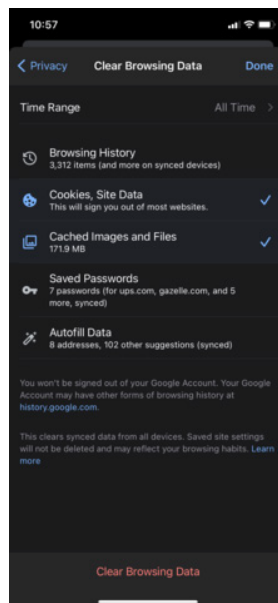 10:57
Privacy
Clear Browsing Data
Done
Time Range
All Time
Browsing History
3,312 items (and more on synced devices)
Cookies, Site Data
This will sign you out of most websites.
Cached Images and Files
171.9 MB
Saved Passwords
7 passwords (for ups.com, gazelle.com, and 5
more, synced)
Autofill Data
8 addresses, 102 other suggestions (synced)
You won't be signed out of your Google Account. Your Google
Account may have other forms of browsing history at
history.google.com.
This clears synced data from all devices. Saved site settings
will not be deleted and may reflect your browsing habits. Learn
more
Clear Browsing Data